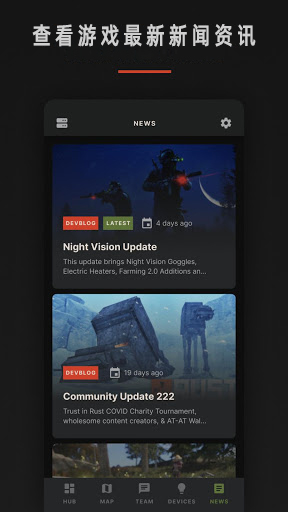 查看游戏最新新闻资讯
NEWS
DEVBLOG LATEST 4 days ago
Night Vision Update
This update brings Night Vision Goggles,
Electric Heaters, Farming 2.0 Additions an...
RUST
DEVBLOG 19 days ago
Community Update 222
Trust in Rust COVID Charity Tournament,
wholesome content creators, & AT-AT Wal...
HUB MAP TEAM DEVICES NEWS